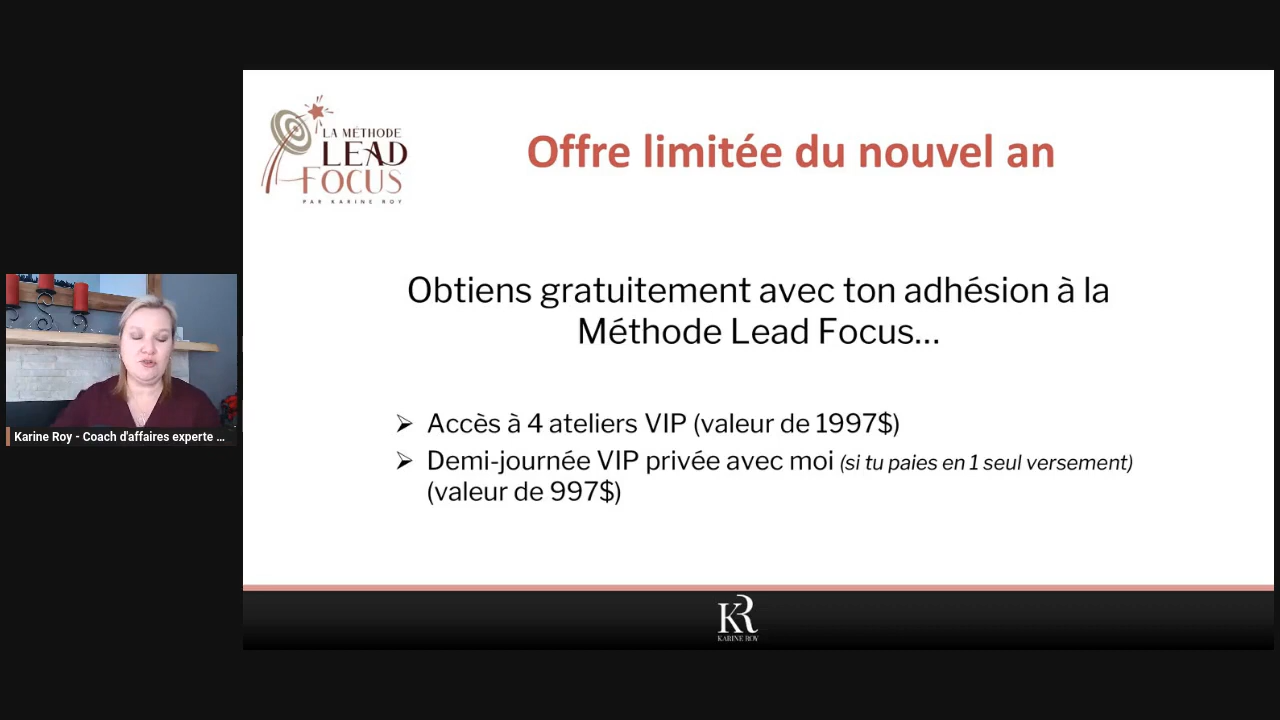 LA MÉTHODE
LEAD
FOCUS
PAR KARINE ROY
Offre limitée du nouvel an
Obtiens gratuitement avec ton adhésion à la
Méthode Lead Focus...
➢ Accès à 4 ateliers VIP (valeur de 1997$)
➢ Demi-journée VIP privée avec moi (si tu paies en 1 seul versement)
(valeur de 997$)
Karine Roy - Coach d'affaires experte ...
KR
KARINE ROY